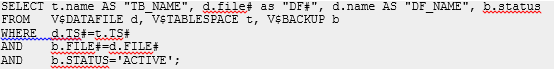 SELECT t.name AS "TB_NAME", d.file# as "DF#", d.name AS "DF_NAME", b.status
FROM   V$DATAFILE d, V$TABLESPACE t, V$BACKUP b
WHERE  d.TS#=t.TS#
AND    b.FILE#=d.FILE#
AND    b.STATUS='ACTIVE';